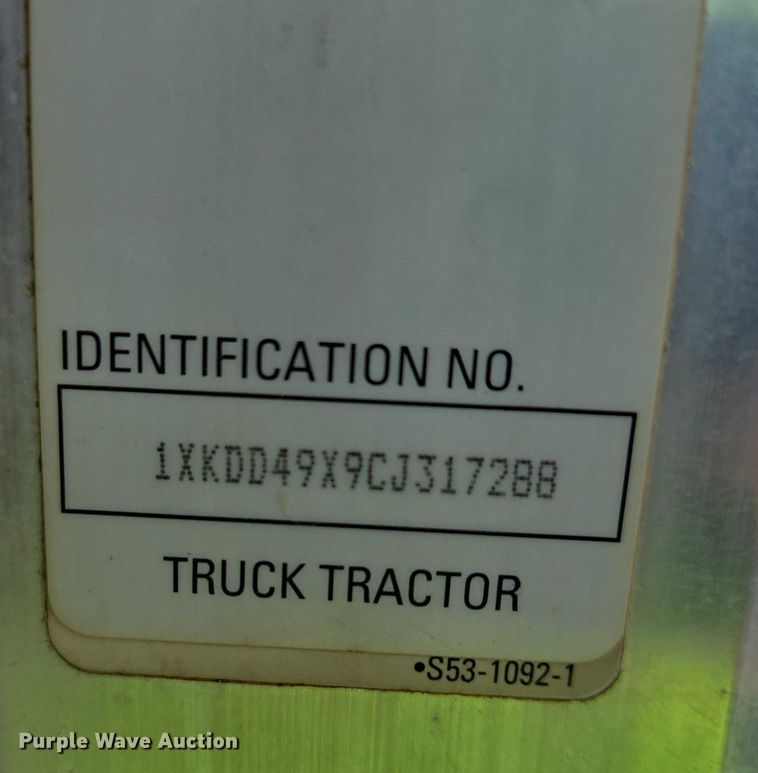 IDENTIFICATION NO.
1XKDD49X9CJ317288
TRUCK TRACTOR
•S53-1092-1
Purple Wave Auction